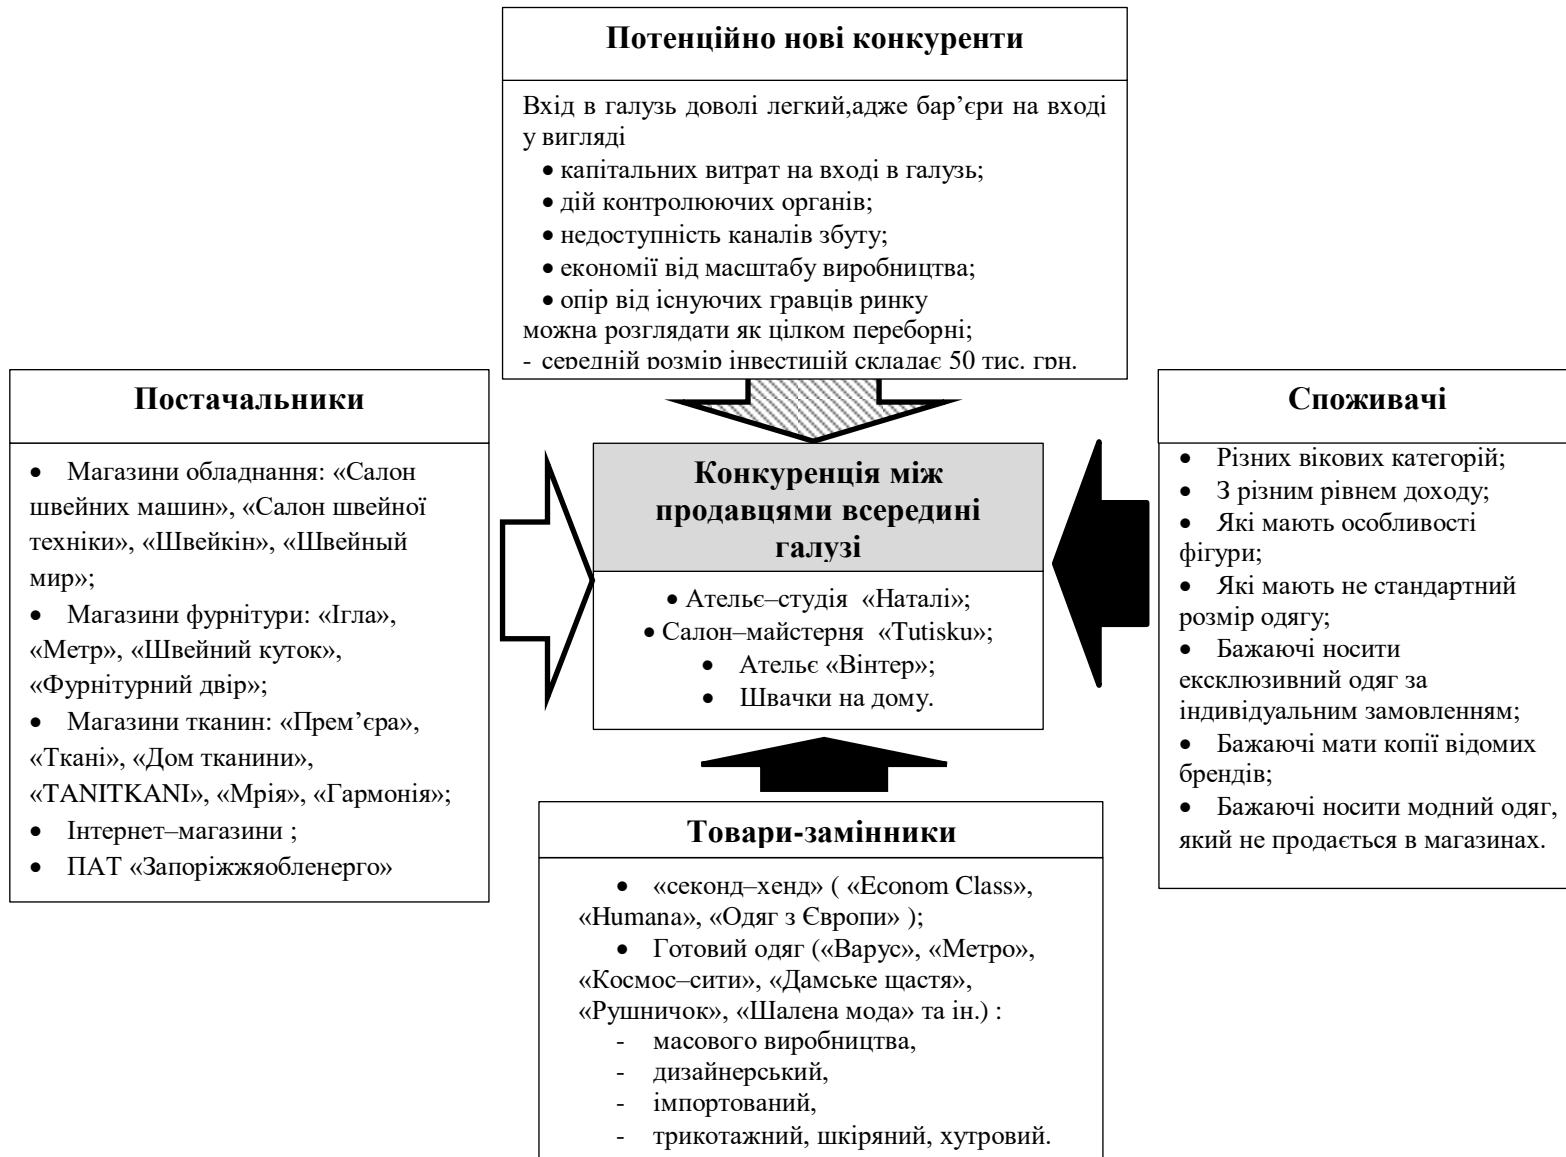 Потенційно нові конкуренти
Вхід в галузь доволі легкий,адже бар’єри на вході
у вигляді
• капітальних витрат на вході в галузь;
• дій контролюючих органів;
• недоступність каналів збуту;
• економії від масштабу виробництва;
• опір від існуючих гравців ринку
можна розглядати як цілком переборні;
- середній розмір інвестицій складає 50 тис. грн.
Постачальники
• Магазини обладнання: «Салон
швейних машин», «Салон швейної
техніки», «Швейкін», «Швейный
мир»;
• Магазини фурнітури: «Ігла»,
«Метр», «Швейний куток»,
«Фурнітурний двір»;
• Магазини тканин: «Прем’єра»,
«Ткані», «Дом тканини»,
«TANITKANI», «Мрія», «Гармонія»;
• Інтернет–магазини ;
• ПАТ «Запоріжжяобленерго»
Конкуренція між
продавцями всередині
галузі
• Ательє–студія «Наталі»;
• Салон–майстерня «Tutisku»;
• Ательє «Вінтер»;
• Швачки на дому.
Споживачі
• Різних вікових категорій;
• З різним рівнем доходу;
• Які мають особливості
фігури;
• Які мають не стандартний
розмір одягу;
• Бажаючі носити
ексклюзивний одяг за
індивідуальним замовленням;
• Бажаючі мати копії відомих
брендів;
• Бажаючі носити модний одяг,
який не продається в магазинах.
Товари-замінники
• «секонд–хенд» ( «Econom Class»,
«Humana», «Одяг з Європи» );
• Готовий одяг («Варус», «Метро»,
«Космос–сити», «Дамське щастя»,
«Рушничок», «Шалена мода» та ін.) :
- масового виробництва,
- дизайнерський,
- імпортований,
- трикотажний, шкіряний, хутровий.